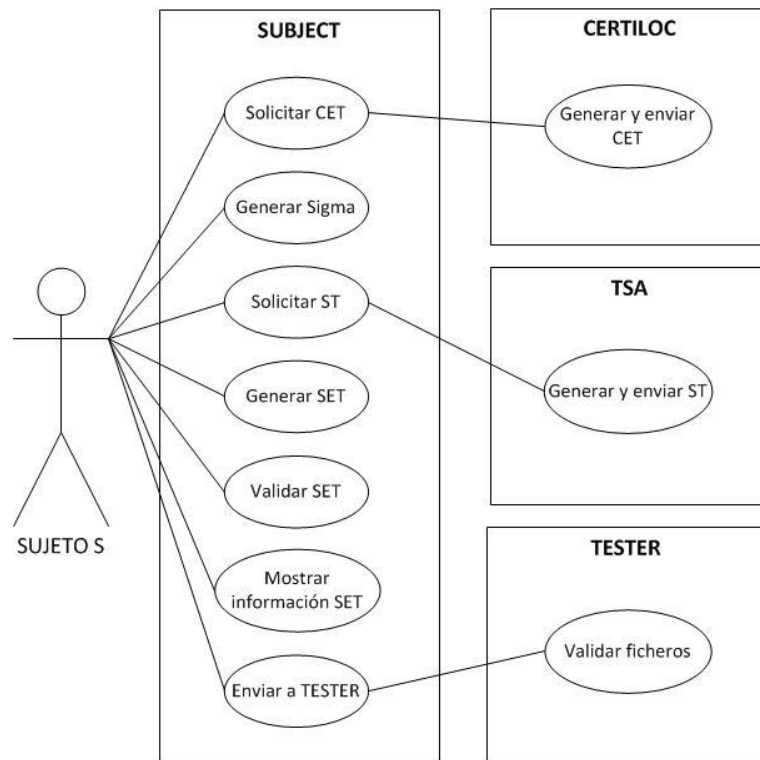 SUBJECT
Solicitar CET
Generar Sigma
Solicitar ST
Generar SET
Validar SET
Mostrar
información SET
Enviar a TESTER
SUJETO S
CERTILOC
Generar y enviar
CET
TSA
Generar y enviar ST
TESTER
Validar ficheros